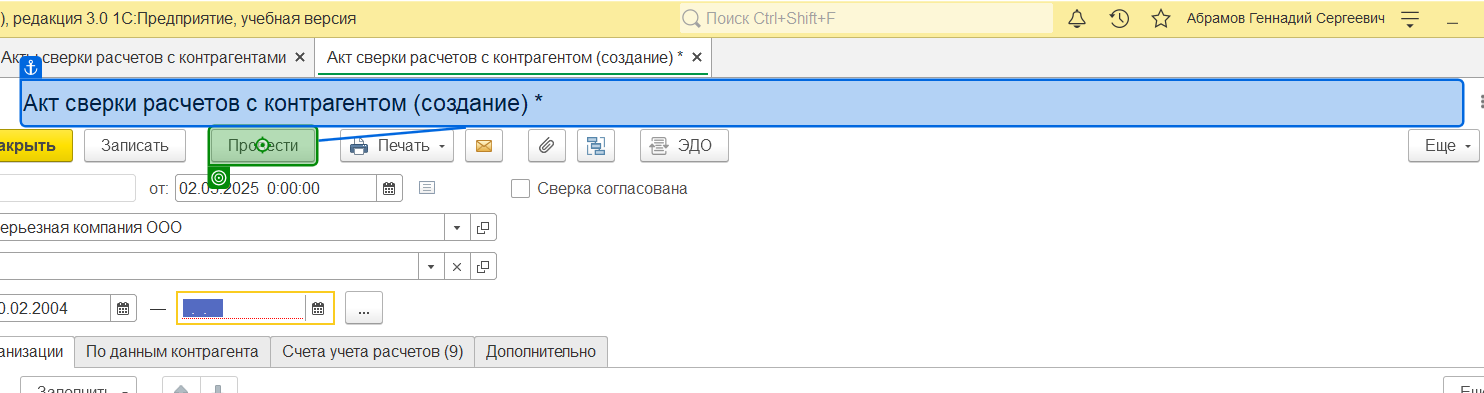 ), редакция 3.0 1С:Предприятие, учебная версия
Поиск Ctrl+Shift+F
Абрамов Геннадий Сергеевич
Акты сверки расчетов с контрагентами
Акт сверки расчетов с контрагентом (создание) *
Акт сверки расчетов с контрагентом (создание) *
акрыть
Записать
Провести
Печать
ЭДО
Еще
от:
02.03.2025 0:00:00
Сверка согласована
ерьезная компания ООО
0.02.2004
—
. .
...
анизации
По данным контрагента
Счета учета расчетов (9)
Дополнительно
Заполнить
Еще